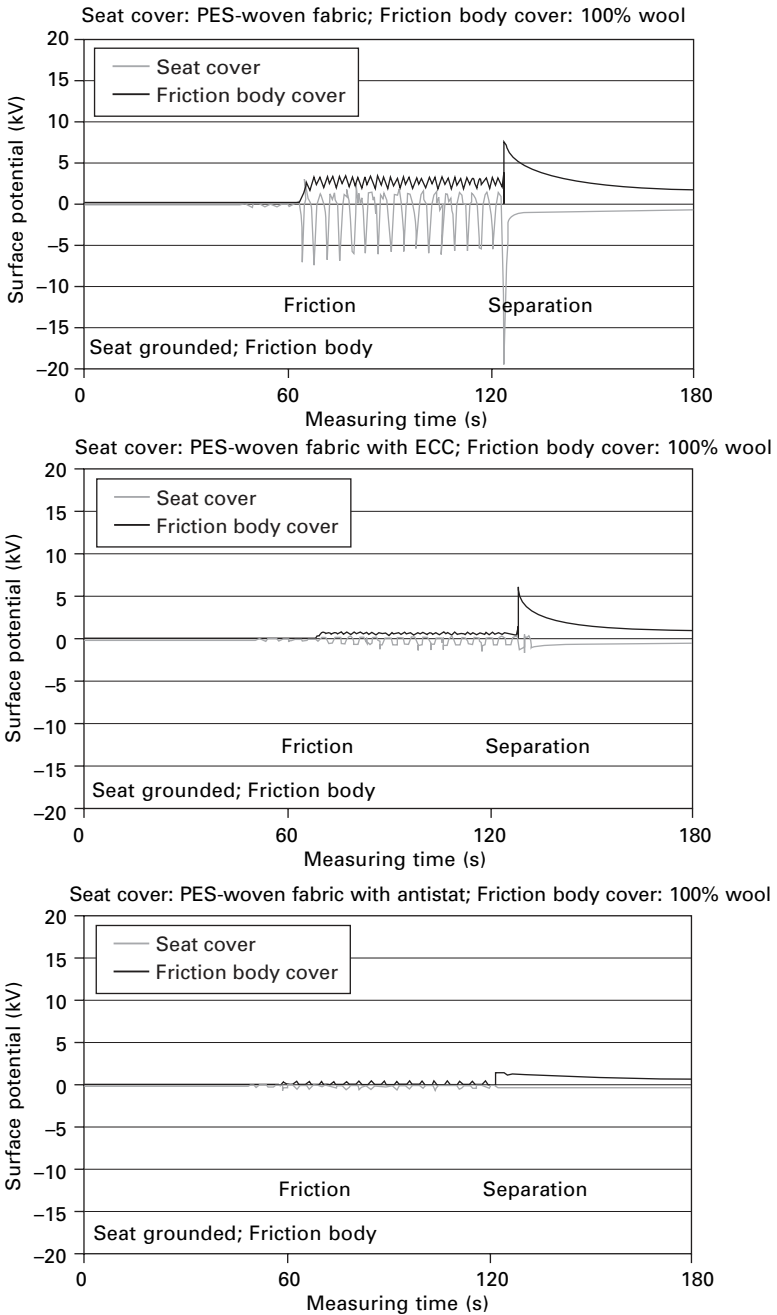 Seat cover: PES-woven fabric; Friction body cover: 100% wool
20
15
10
5
0
−5
−10
−15
−20
Surface potential (kV)
Seat cover
Friction body cover
Friction
Separation
Seat grounded; Friction body
0
60
120
180
Measuring time (s)
Seat cover: PES-woven fabric with ECC; Friction body cover: 100% wool
20
15
10
5
0
−5
−10
−15
−20
Surface potential (kV)
Seat cover
Friction body cover
Friction
Separation
Seat grounded; Friction body
0
60
120
180
Measuring time (s)
Seat cover: PES-woven fabric with antistat; Friction body cover: 100% wool
20
15
10
5
0
−5
−10
−15
−20
Surface potential (kV)
Seat cover
Friction body cover
Friction
Separation
Seat grounded; Friction body
0
60
120
180
Measuring time (s)